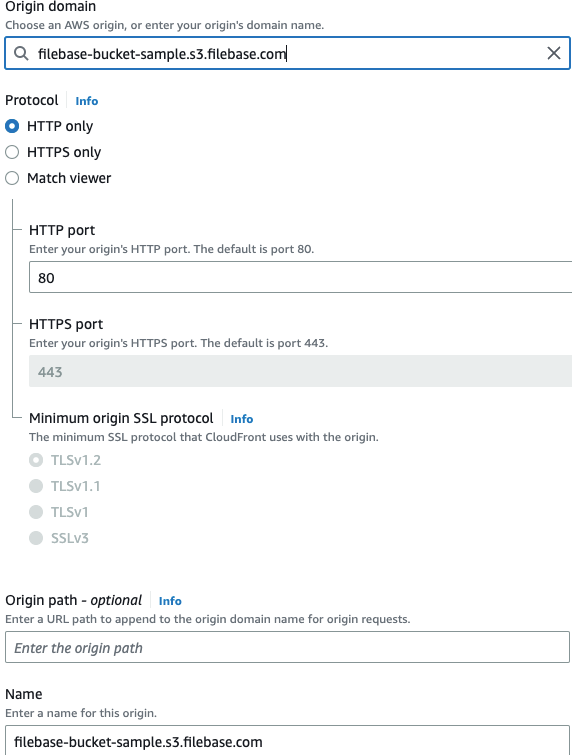 Origin domain
Choose an AWS origin, or enter your origin's domain name.
filebase-bucket-sample.s3.filebase.com
Protocol Info
HTTP only
HTTPS only
Match viewer
HTTP port
Enter your origin's HTTP port. The default is port 80.
80
HTTPS port
Enter your origin's HTTPS port. The default is port 443.
443
Minimum origin SSL protocol Info
The minimum SSL protocol that CloudFront uses with the origin.
TLSv1.2
TLSv1.1
TLSv1
SSLv3
Origin path - optional Info
Enter a URL path to append to the origin domain name for origin requests.
Enter the origin path
Name
Enter a name for this origin.
filebase-bucket-sample.s3.filebase.com